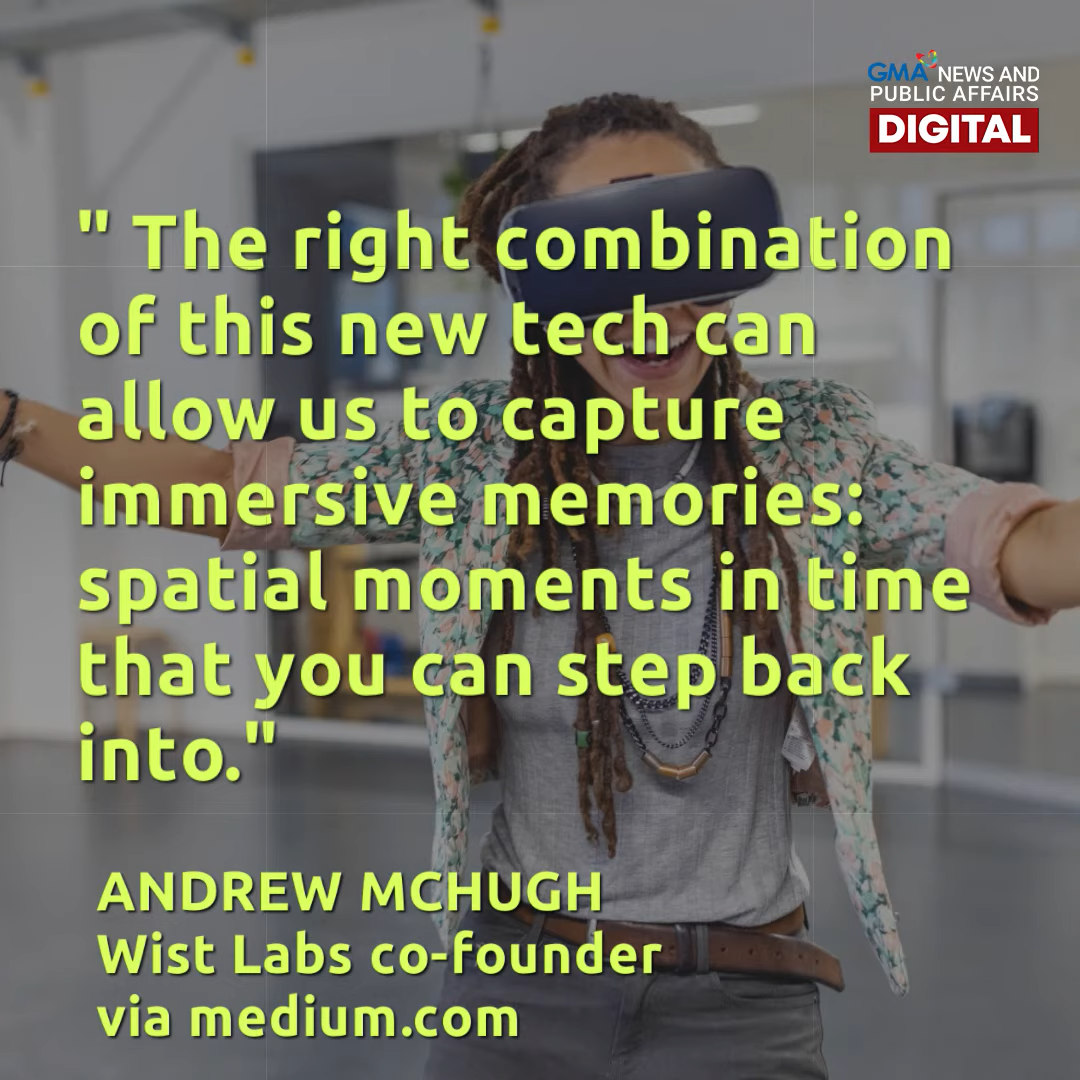 GMA NEWS AND
PUBLIC AFFAIRS
DIGITAL
" The right combination
of this new tech can
allow us to capture
immersive memories:
spatial moments in time
that you can step back
into."
ANDREW MCHUGH
Wist Labs co-founder
via medium.com